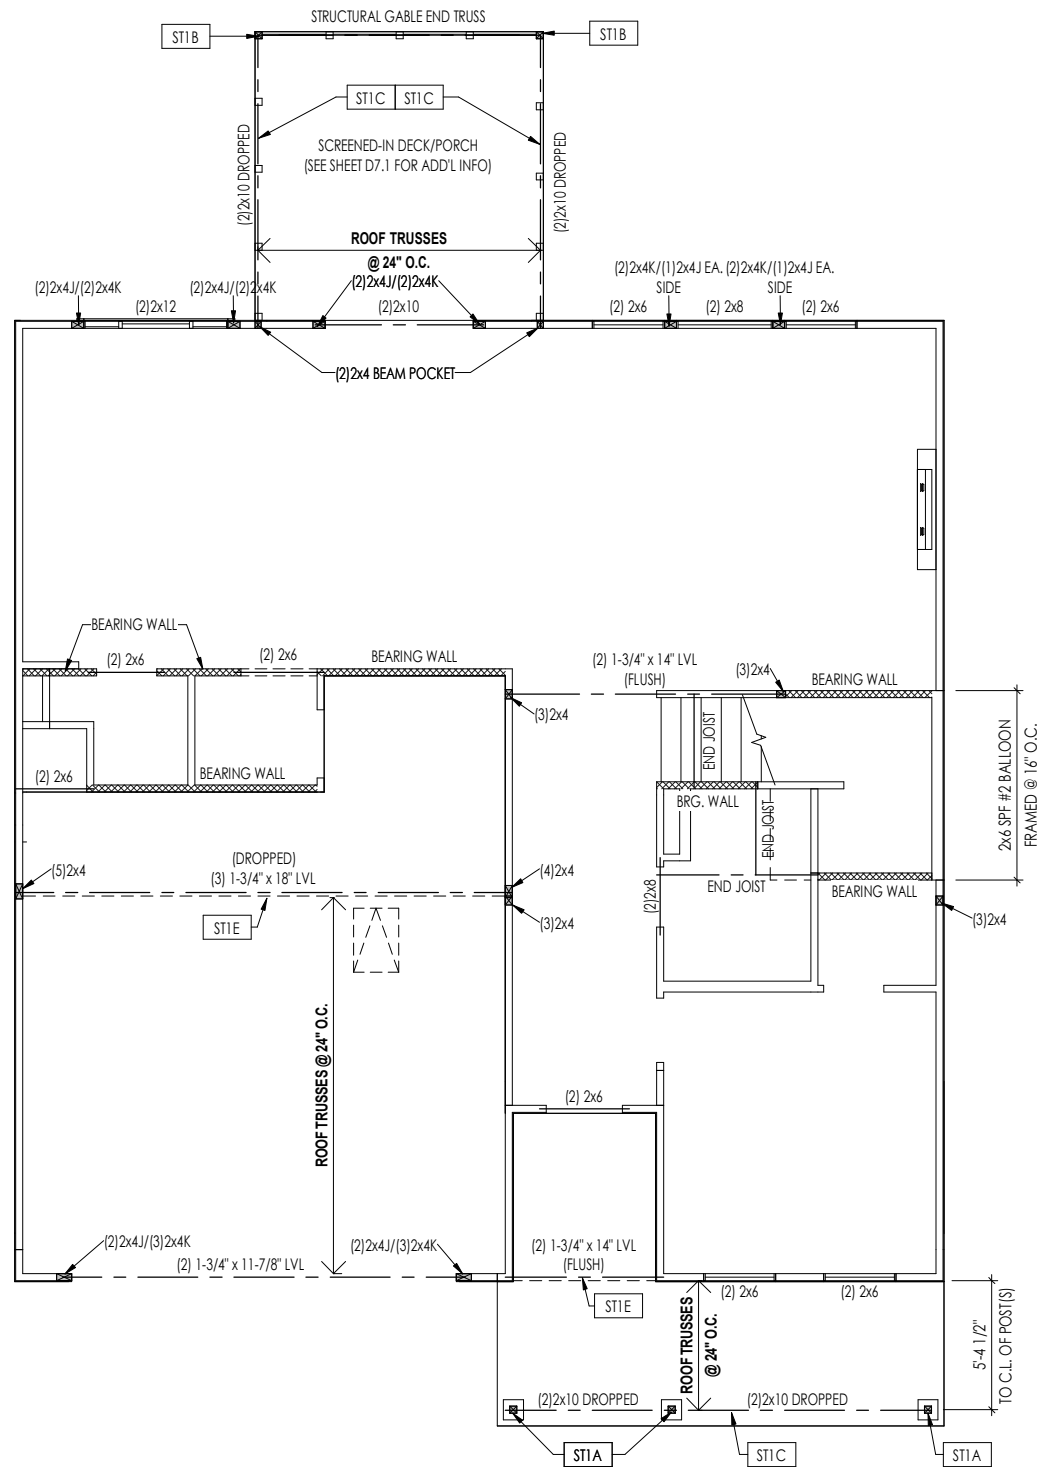 STRUCTURAL GABLE END TRUSS
ST1B
ST1B
ST1C
ST1C
SCREENED-IN DECK/PORCH
(SEE SHEET D7.1 FOR ADD'L INFO)
(2)2x10 DROPPED
(2)2x10 DROPPED
ROOF TRUSSES
@ 24" O.C.
(2)2x4J/(2)2x4K
(2)2x4J/(2)2x4K
(2)2x4J/(2)2x4K
(2)2x4K/(1)2x4J EA.
SIDE
(2)2x4K/(1)2x4J EA.
SIDE
(2)2x12
(2)2x10
(2) 2x6
(2) 2x8
(2) 2x6
(2)2x4 BEAM POCKET
BEARING WALL
(2) 2x6
(2) 2x6
BEARING WALL
(2) 1-3/4" x 14" LVL
(FLUSH)
(3)2x4
BEARING WALL
(3)2x4
END JOIST
(2) 2x6
BEARING WALL
BRG. WALL
END JOIST
2x6 SPF #2 BALLOON
FRAMED @ 16" O.C.
(DROPPED)
(3) 1-3/4" x 18" LVL
(5)2x4
(4)2x4
END JOIST
BEARING WALL
(2)2x8
ST1E
(3)2x4
(3)2x4
ROOF TRUSSES @ 24" O.C.
(2) 2x6
(2)2x4J/(3)2x4K
(2)2x4J/(3)2x4K
(2) 1-3/4" x 11-7/8" LVL
(2) 1-3/4" x 14" LVL
(FLUSH)
ST1E
(2) 2x6
(2) 2x6
ROOF TRUSSES
@ 24" O.C.
5'-4 1/2"
TO C.L. OF POST(S)
(2)2x10 DROPPED
(2)2x10 DROPPED
ST1A
ST1C
ST1A